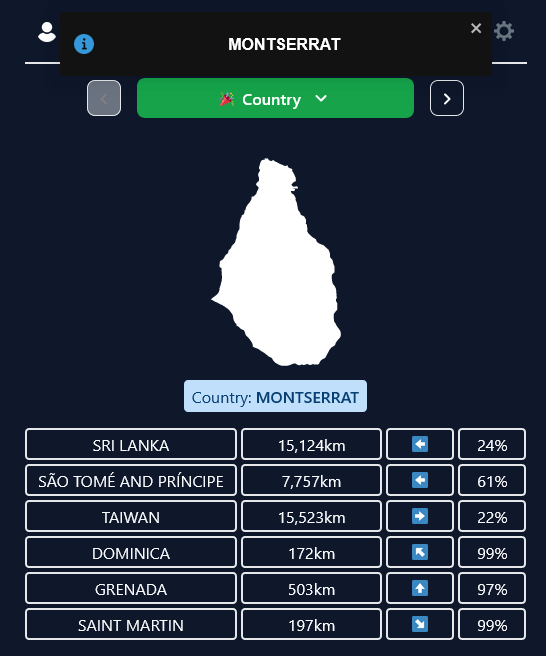 MONTSERRAT
Country
Country: MONTSERRAT
SRI LANKA 15,124km 24%
SÃO TOMÉ AND PRÍNCIPE 7,757km 61%
TAIWAN 15,523km 22%
DOMINICA 172km 99%
GRENADA 503km 97%
SAINT MARTIN 197km 99%